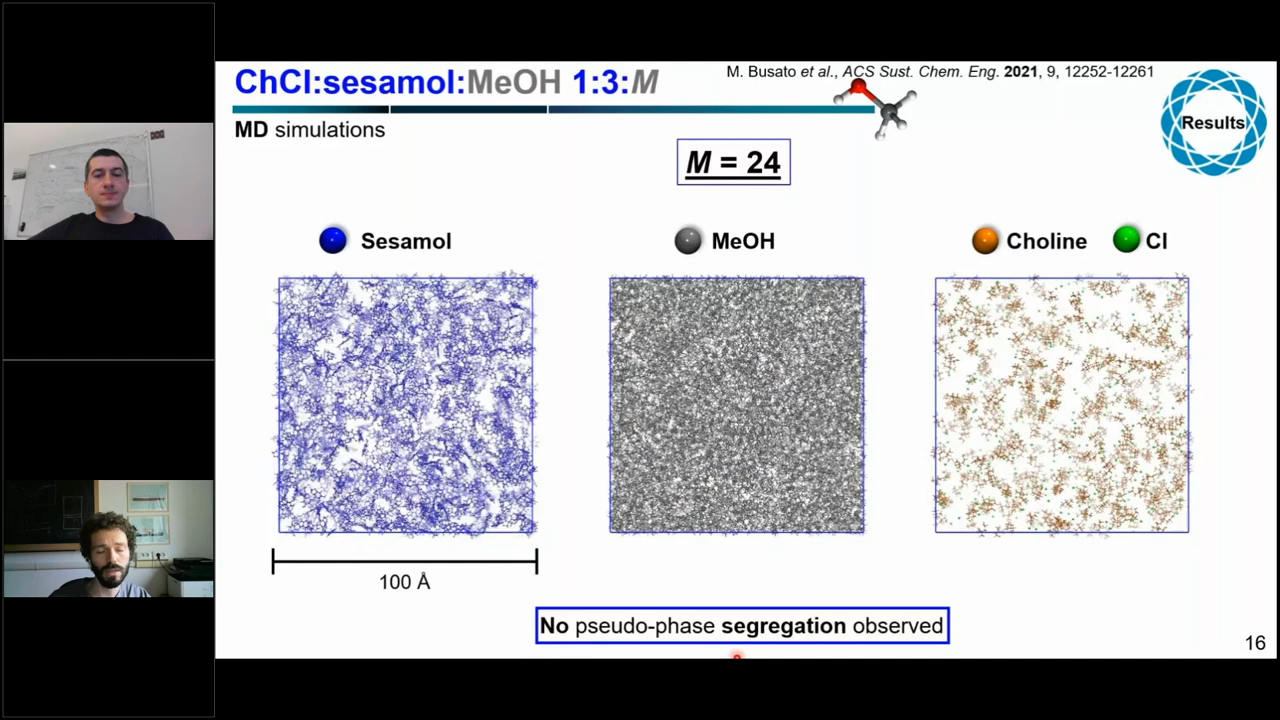 ChCl:sesamol:MeOH 1:3:M
M. Busato et al., ACS Sust. Chem. Eng. 2021, 9, 12252-12261
Results
MD simulations
M = 24
Sesamol
MeOH
Choline
Cl
100 Å
No pseudo-phase segregation observed
16